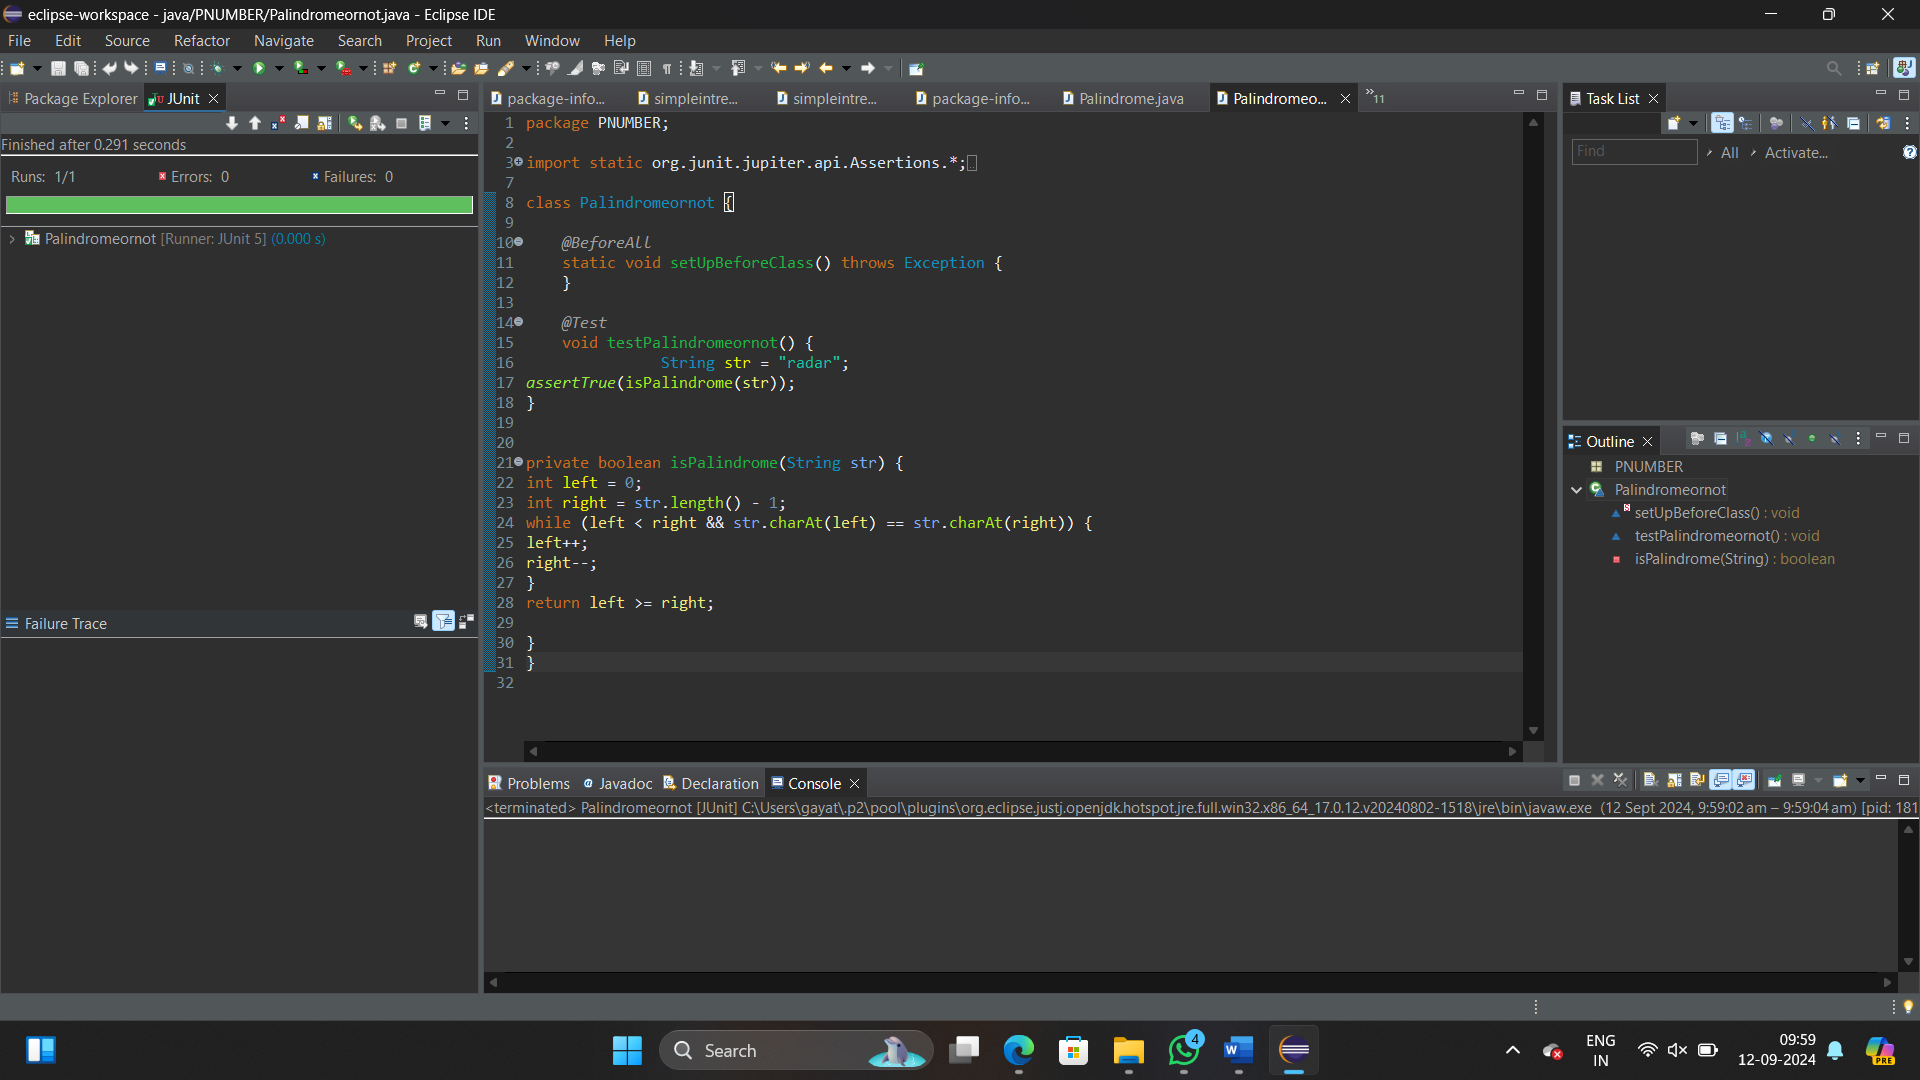 eclipse-workspace - java/PNUMBER/Palindromeornot.java - Eclipse IDE
File Edit Source Refactor Navigate Search Project Run Window Help
Package Explorer JUnit
Finished after 0.291 seconds
Runs: 1/1 Errors: 0 Failures: 0
Palindromeornot [Runner: JUnit 5] (0.000 s)
Failure Trace
package-info... simpleintre... simpleintre... package-info... Palindrome.java Palindromeo... »11
1 package PNUMBER;
2
3 import static org.junit.jupiter.api.Assertions.*;
7
8 class Palindromeornot {
9
10 @BeforeAll
11 static void setUpBeforeClass() throws Exception {
12 }
13
14 @Test
15 void testPalindromeornot() {
16 String str = "radar";
17 assertTrue(isPalindrome(str));
18 }
19
20
21 private boolean isPalindrome(String str) {
22 int left = 0;
23 int right = str.length() - 1;
24 while (left < right && str.charAt(left) == str.charAt(right)) {
25 left++;
26 right--;
27 }
28 return left >= right;
29
30 }
31 }
32
Task List
Find All Activate...
Outline
PNUMBER
Palindromeornot
setUpBeforeClass() : void
testPalindromeornot() : void
isPalindrome(String) : boolean
Problems Javadoc Declaration Console
<terminated> Palindromeornot [JUnit] C:\Users\gayat\.p2\pool\plugins\org.eclipse.justj.openjdk.hotspot.jre.full.win32.x86_64_17.0.12.v20240802-1518\jre\bin\javaw.exe (12 Sept 2024, 9:59:02 am – 9:59:04 am) [pid: 181
Search
4
ENG
IN
09:59
12-09-2024
PRE